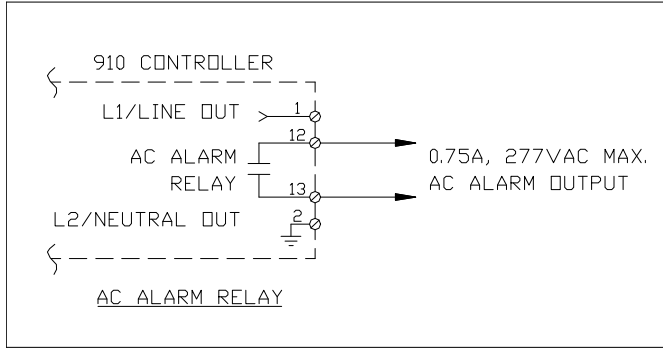 910 CONTROLLER
L1/LINE OUT
1
12
AC ALARM
RELAY
0.75A, 277VAC MAX.
AC ALARM OUTPUT
13
L2/NEUTRAL OUT
2
AC ALARM RELAY